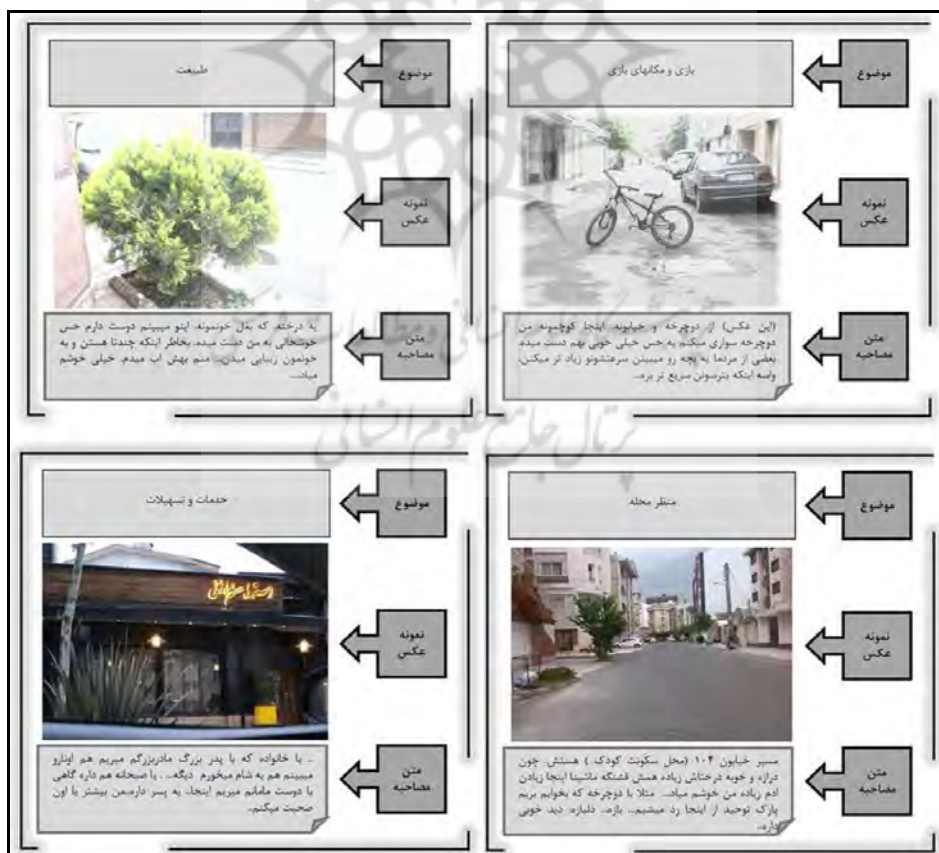 بازی و مکانهای بازی
موضوع
نمونه
عکس
(این عکس) از دوچرخه و خیابونه. اینجا کوچمونه من
دوچرخه سواری میکنم یه حس خیلی خوبی بهم دست میده
بعضی از مردما یه بچه رو میبینن سرعتشونو زیاد تر میکنن،
واسه اینکه بترسونن سریع تر بره...
متن
مصاحبه
طبیعت
موضوع
نمونه
عکس
یه درخته، که بغل خونمونه. اینو میبینم دوست دارم حس
خوشحالی به من دست میده. بخاطر اینکه چندتا هستن و به
خونمون زیبایی میدن... منم بهش اب میدم. خیلی خوشم
میاد...
متن
مصاحبه
منظر محله
موضوع
نمونه
عکس
مسیر خیابون ۱۰۴ (محل سکونت کودک ) هستش. چون
درازه و خوبه درختاش زیاده همش قشنگه ماشینا اینجا زیادن
ادم زیاده من خوشم میاد... مثلا با دوچرخه که بخوایم بریم
پارک توحید از اینجا رد میشیم.. بازه.. دلبازه. دید خوبی
داره.
متن
مصاحبه
خدمات و تسهیلات
موضوع
نمونه
عکس
.. با خانواده که با پدر بزرگ مادربزرگم میریم هم اونارو
میبینم هم یه شام میخورم دیگه... . یا صبحانه هم داره گاهی
با دوست مامانم میریم اینجا، یه پسر داره.من بیشتر با اون
صحبت میکنم.
متن
مصاحبه
پرتال جامع علوم انسانی